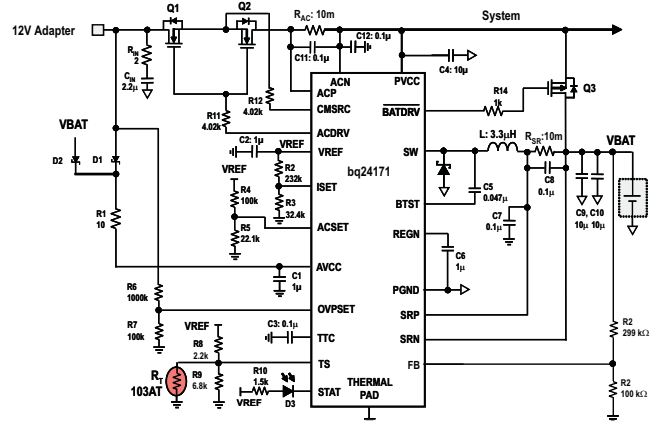 Q1
Q2
12V Adapter
R_AC: 10m
System
R_IN
2
C_IN
2.2μ
C11: 0.1μ
C12: 0.1μ
C4: 10μ
R12
4.02k
R11
4.02k
ACN
PVCC
ACP
CMSRC
ACDRV
BATDRV
R14
1k
Q3
VBAT
D2
D1
C2: 1μ
VREF
VREF
R2
232k
ISET
R3
32.4k
VREF
R4
100k
R5
22.1k
ACSET
bq24171
SW
L: 3.3μH
R_SR:10m
VBAT
C8
0.1μ
C5
0.047μ
BTST
C7
0.1μ
C9, C10
10μ 10μ
REGN
C6
1μ
R1
10
AVCC
C1
1μ
PGND
R6
1000k
OVPSET
SRP
R7
100k
C3: 0.1μ
TTC
SRN
R2
299 kΩ
VREF
R8
2.2k
TS
FB
R_T
103AT
R9
6.8k
R10
1.5k
VREF
D3
STAT
THERMAL
PAD
R2
100 kΩ